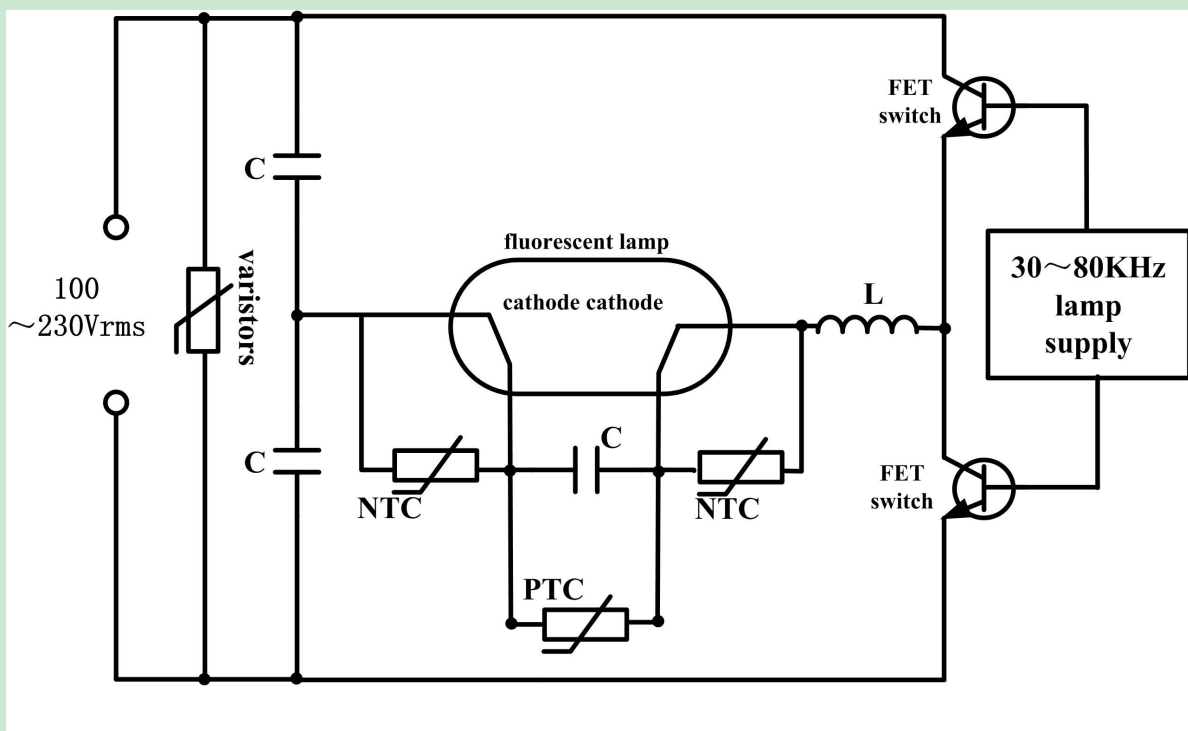 FET
switch
C
fluorescent lamp
cathode cathode
varistors
100
～230Vrms
L
30～80KHz
lamp
supply
C
C
NTC
NTC
FET
switch
PTC